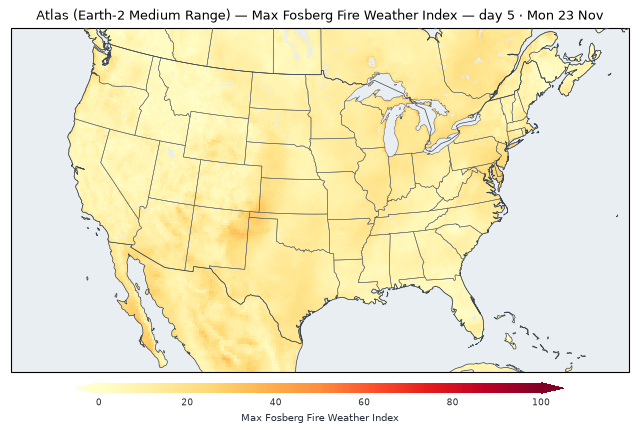 Atlas (Earth-2 Medium Range) — Max Fosberg Fire Weather Index — day 5 · Mon 23 Nov
0 20 40 60 80 100
Max Fosberg Fire Weather Index